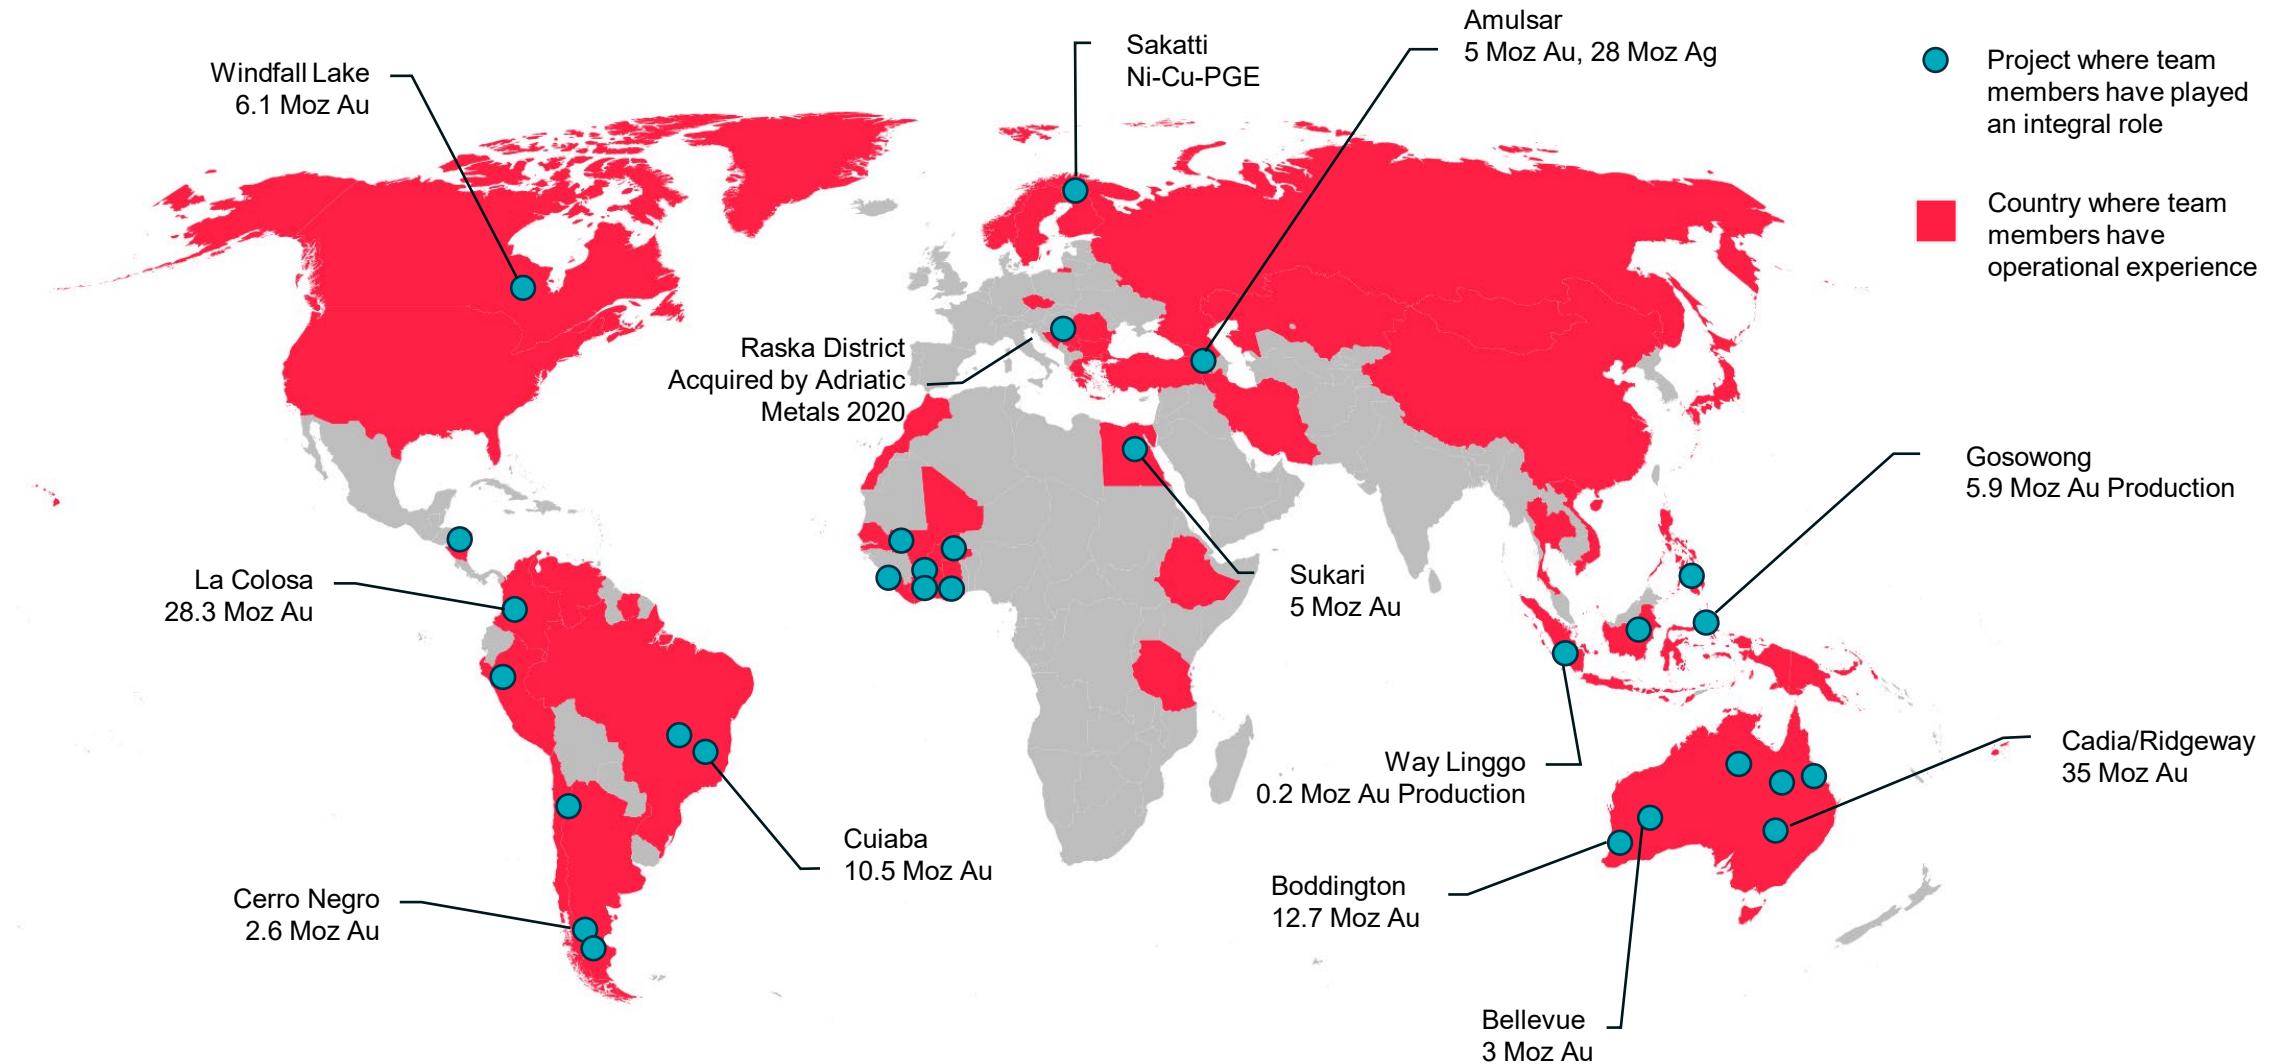 Windfall Lake
6.1 Moz Au
Sakatti
Ni-Cu-PGE
Amulsar
5 Moz Au, 28 Moz Ag
Project where team
members have played
an integral role
Country where team
members have
operational experience
Raska District
Acquired by Adriatic
Metals 2020
Gosowong
5.9 Moz Au Production
La Colosa
28.3 Moz Au
Sukari
5 Moz Au
Way Linggo
0.2 Moz Au Production
Cadia/Ridgeway
35 Moz Au
Cuiaba
10.5 Moz Au
Boddington
12.7 Moz Au
Cerro Negro
2.6 Moz Au
Bellevue
3 Moz Au